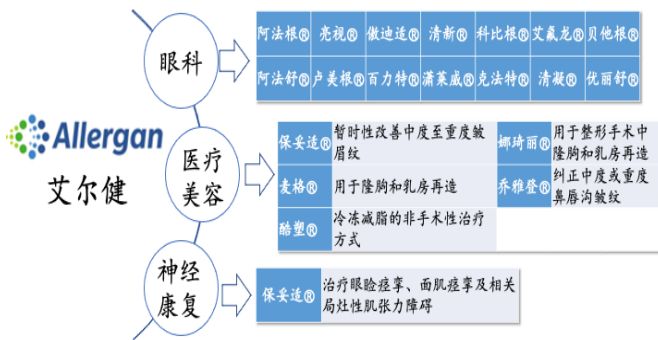 眼科
阿法根® 亮视® 傲迪适® 清新® 科比根® 艾氟龙® 贝他根®
阿法舒® 卢美根® 百力特® 潇莱威® 克法特® 清凝® 优丽舒®
Allergan
艾尔健
医疗
美容
保妥适®
暂时性改善中度至重度皱
眉纹
娜琦丽®
用于整形手术中
隆胸和乳房再造
麦格®
用于隆胸和乳房再造
乔雅登®
纠正中度或重度
鼻唇沟皱纹
酷塑®
冷冻减脂的非手术性治疗
方式
神经
康复
保妥适®
治疗眼睑痉挛、面肌痉挛及相关
局灶性肌张力障碍